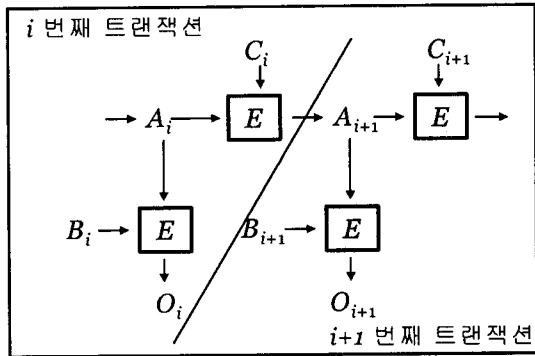 i 번째 트랜잭션
C_i C_{i+1}
A_i E A_{i+1} E
B_i E B_{i+1} E
O_i O_{i+1}
i+1 번째 트랜잭션